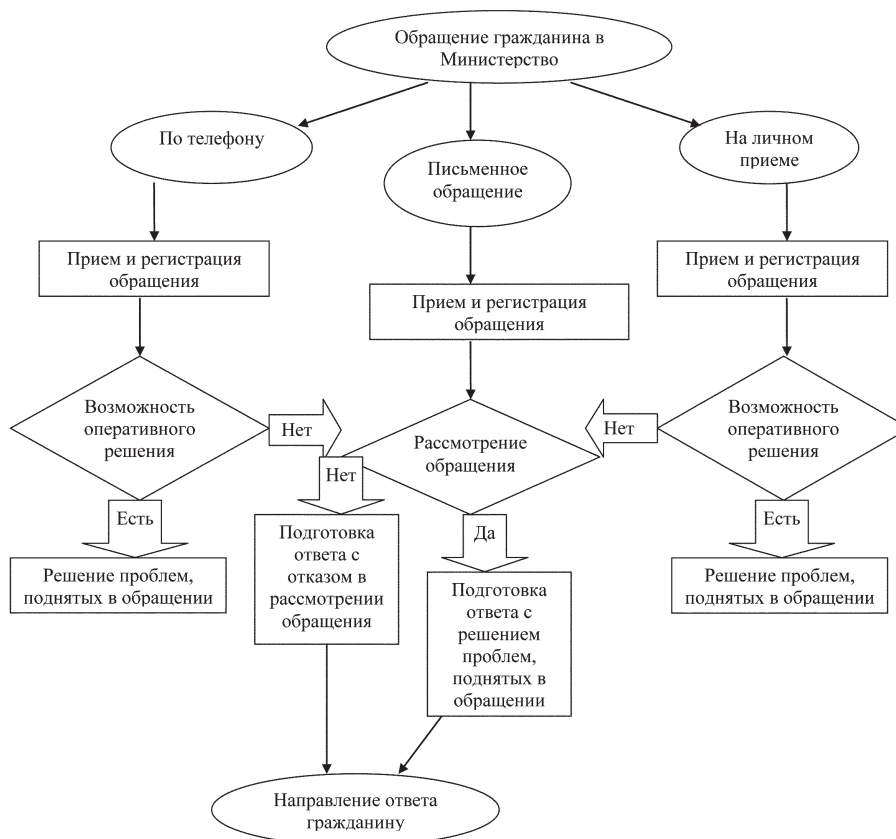 Обращение гражданина в
Министерство
По телефону
Письменное
обращение
На личном
приеме
Прием и регистрация
обращения
Прием и регистрация
обращения
Прием и регистрация
обращения
Возможность
оперативного
решения
Нет
Рассмотрение
обращения
Нет
Возможность
оперативного
решения
Есть
Нет
Да
Есть
Решение проблем,
поднятых в обращении
Подготовка
ответа с
отказом в
рассмотрении
обращения
Подготовка
ответа с
решением
проблем,
поднятых в
обращении
Решение проблем,
поднятых в обращении
Направление ответа
гражданину